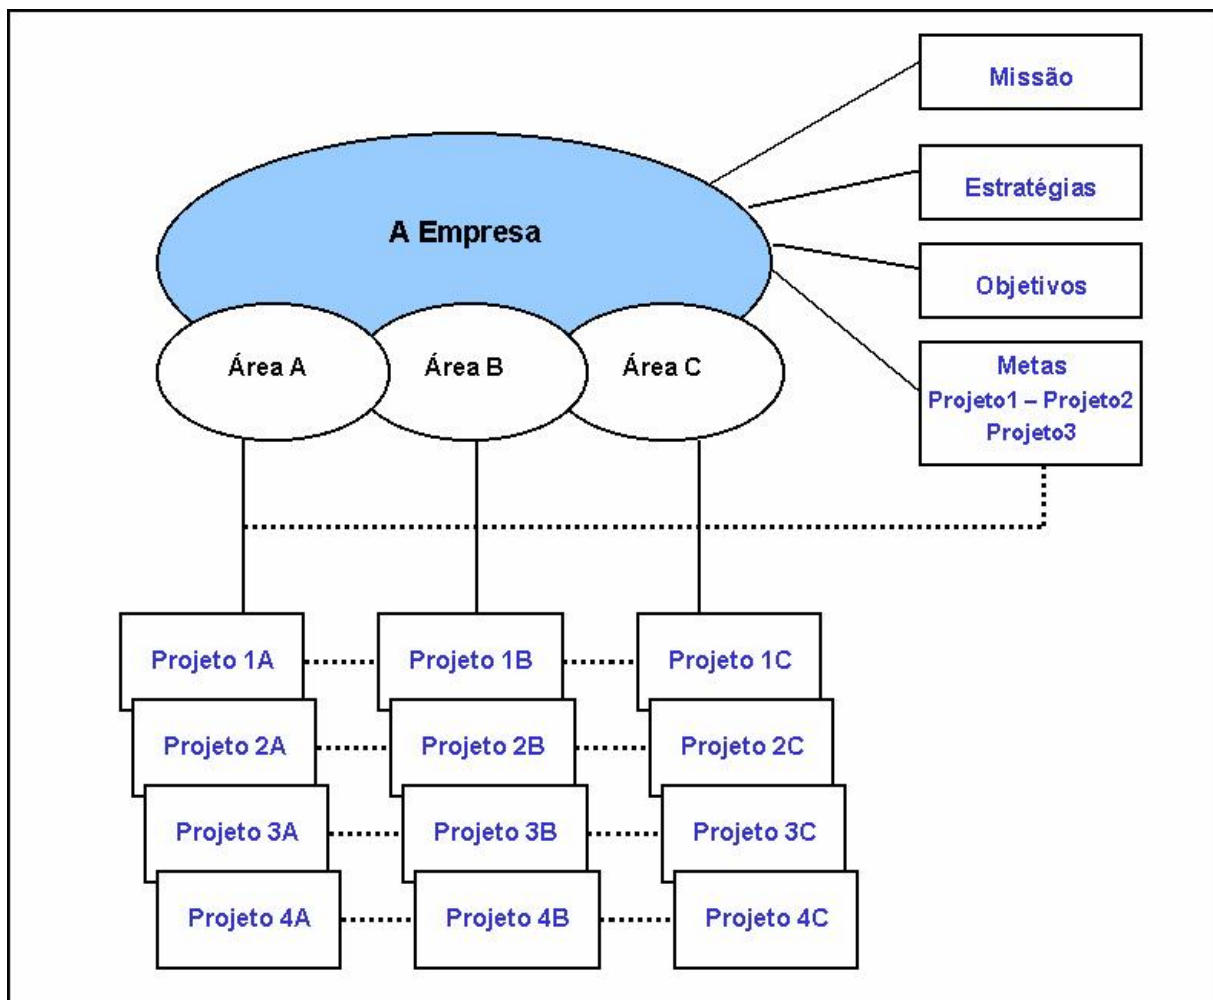 Missão
Estratégias
A Empresa
Objetivos
Área A
Área B
Área C
Metas
Projeto1 – Projeto2
Projeto3
Projeto 1A
Projeto 1B
Projeto 1C
Projeto 2A
Projeto 2B
Projeto 2C
Projeto 3A
Projeto 3B
Projeto 3C
Projeto 4A
Projeto 4B
Projeto 4C